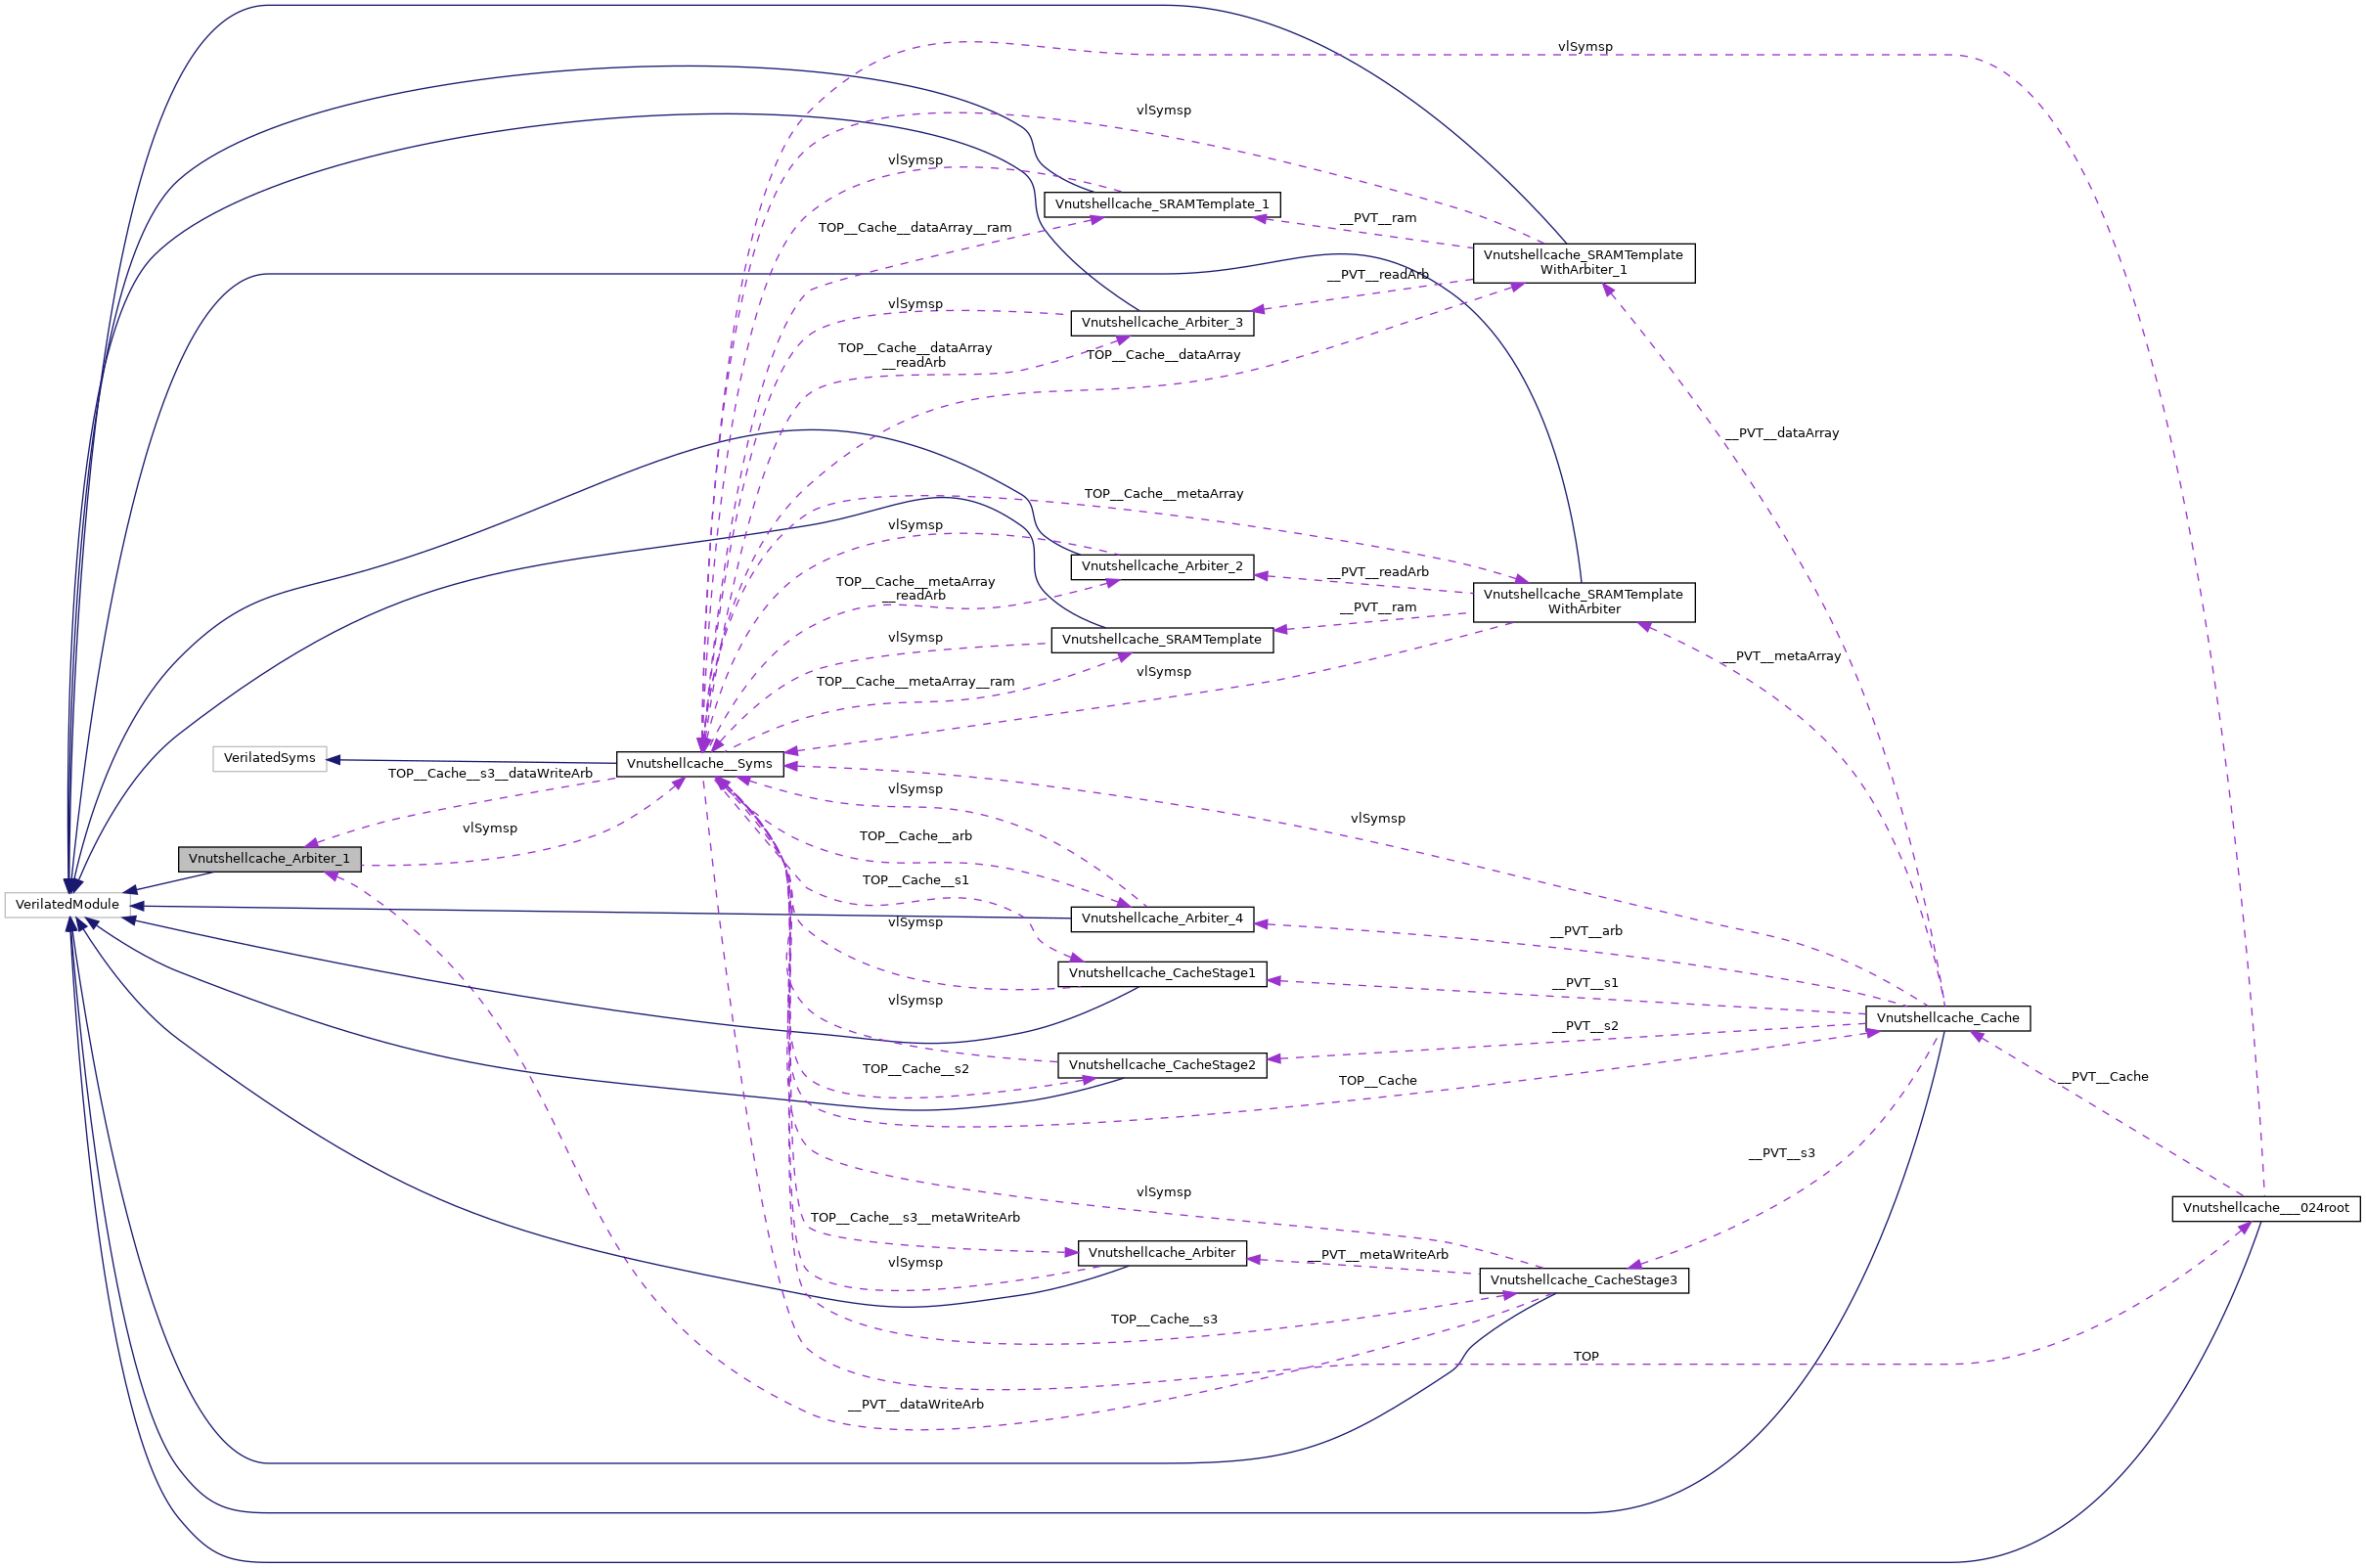 vlSymsp
vlSymsp
vlSymsp
Vnutshellcache_SRAMTemplate_1
__PVT__ram
TOP__Cache__dataArray__ram
Vnutshellcache_SRAMTemplate
WithArbiter_1
__PVT__readArb
vlSymsp
Vnutshellcache_Arbiter_3
TOP__Cache__dataArray
__readArb
TOP__Cache__dataArray
__PVT__dataArray
TOP__Cache__metaArray
vlSymsp
Vnutshellcache_Arbiter_2
__PVT__readArb
TOP__Cache__metaArray
__readArb
Vnutshellcache_SRAMTemplate
WithArbiter
__PVT__ram
vlSymsp
Vnutshellcache_SRAMTemplate
__PVT__metaArray
vlSymsp
TOP__Cache__metaArray__ram
VerilatedSyms
Vnutshellcache__Syms
TOP__Cache__s3__dataWriteArb
vlSymsp
vlSymsp
vlSymsp
TOP__Cache__arb
Vnutshellcache_Arbiter_1
TOP__Cache__s1
VerilatedModule
Vnutshellcache_Arbiter_4
vlSymsp
__PVT__arb
Vnutshellcache_CacheStage1
__PVT__s1
vlSymsp
Vnutshellcache_Cache
__PVT__s2
Vnutshellcache_CacheStage2
TOP__Cache__s2
TOP__Cache
__PVT__Cache
__PVT__s3
vlSymsp
Vnutshellcache___024root
TOP__Cache__s3__metaWriteArb
Vnutshellcache_Arbiter
__PVT__metaWriteArb
vlSymsp
Vnutshellcache_CacheStage3
TOP__Cache__s3
TOP
__PVT__dataWriteArb